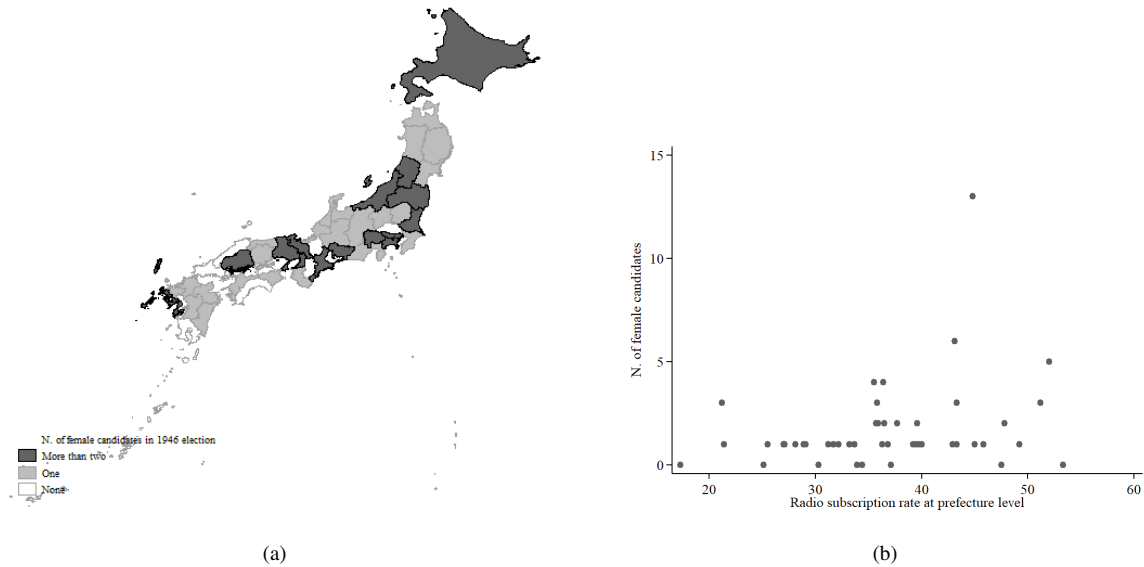 N. of female candidates in 1946 election
More than two
One
None
(a)
N. of female candidates
15
10
5
0
20
30
40
50
60
Radio subscription rate at prefecture level
(b)